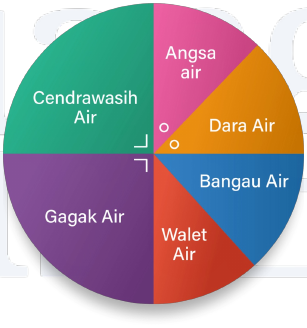 Angsa
air
Cendrawasih
Air
Dara Air
Bangau Air
Gagak Air
Walet
Air